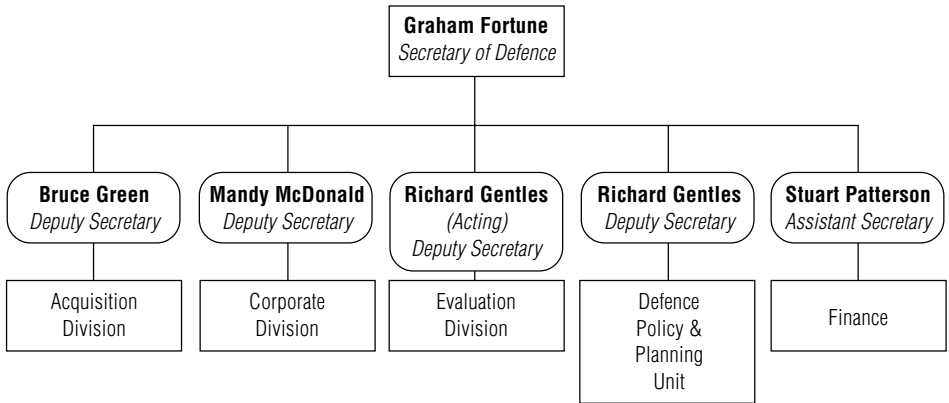 Graham Fortune
Secretary of Defence
Bruce Green
Deputy Secretary
Mandy McDonald
Deputy Secretary
Richard Gentles
(Acting)
Deputy Secretary
Richard Gentles
Deputy Secretary
Stuart Patterson
Assistant Secretary
Acquisition
Division
Corporate
Division
Evaluation
Division
Defence
Policy &
Planning
Unit
Finance